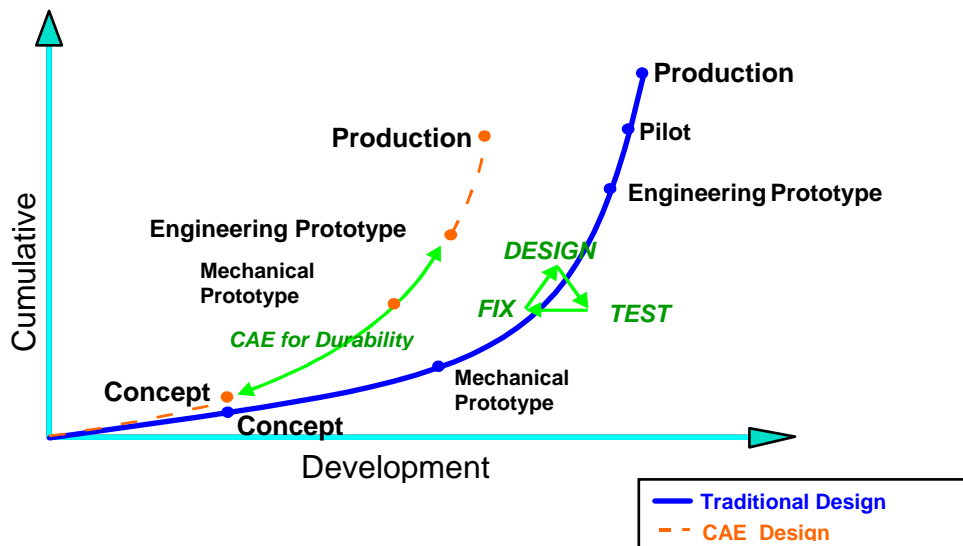 Production
Pilot
Production
Engineering Prototype
Engineering Prototype
DESIGN
Mechanical
Prototype
FIX
TEST
CAE for Durability
Cumulative
Concept
Mechanical
Prototype
Concept
Development
Traditional Design
CAE Design